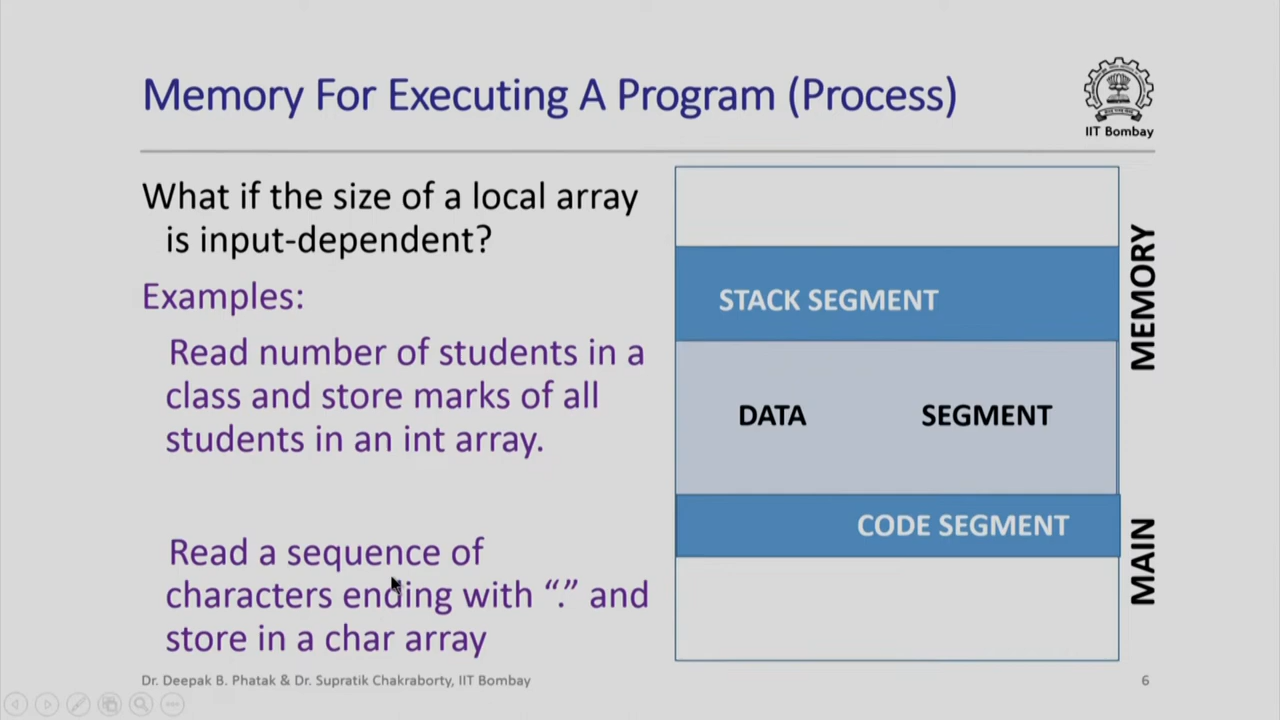 Memory For Executing A Program (Process)
IIT Bombay
What if the size of a local array
is input-dependent?
Examples:
Read number of students in a
class and store marks of all
students in an int array.
Read a sequence of
characters ending with “.” and
store in a char array
STACK SEGMENT
DATA SEGMENT
CODE SEGMENT
MAIN MEMORY
Dr. Deepak B. Phatak & Dr. Supratik Chakraborty, IIT Bombay
6